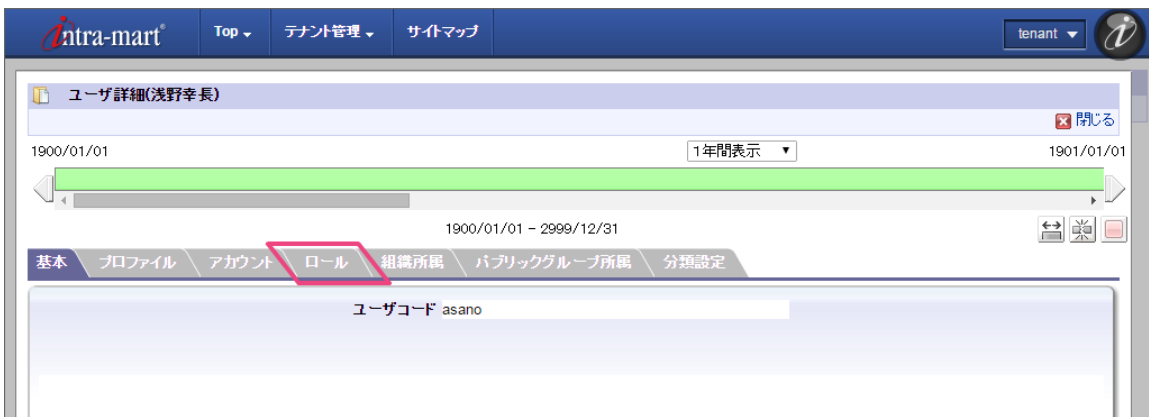 intra-mart® Top テナント管理 サイトマップ tenant
ユーザ詳細(浅野幸長)
閉じる
1900/01/01 1年間表示 1901/01/01
1900/01/01 - 2999/12/31
基本 プロファイル アカウント ロール 組織所属 パブリックグループ所属 分類設定
ユーザコード asano